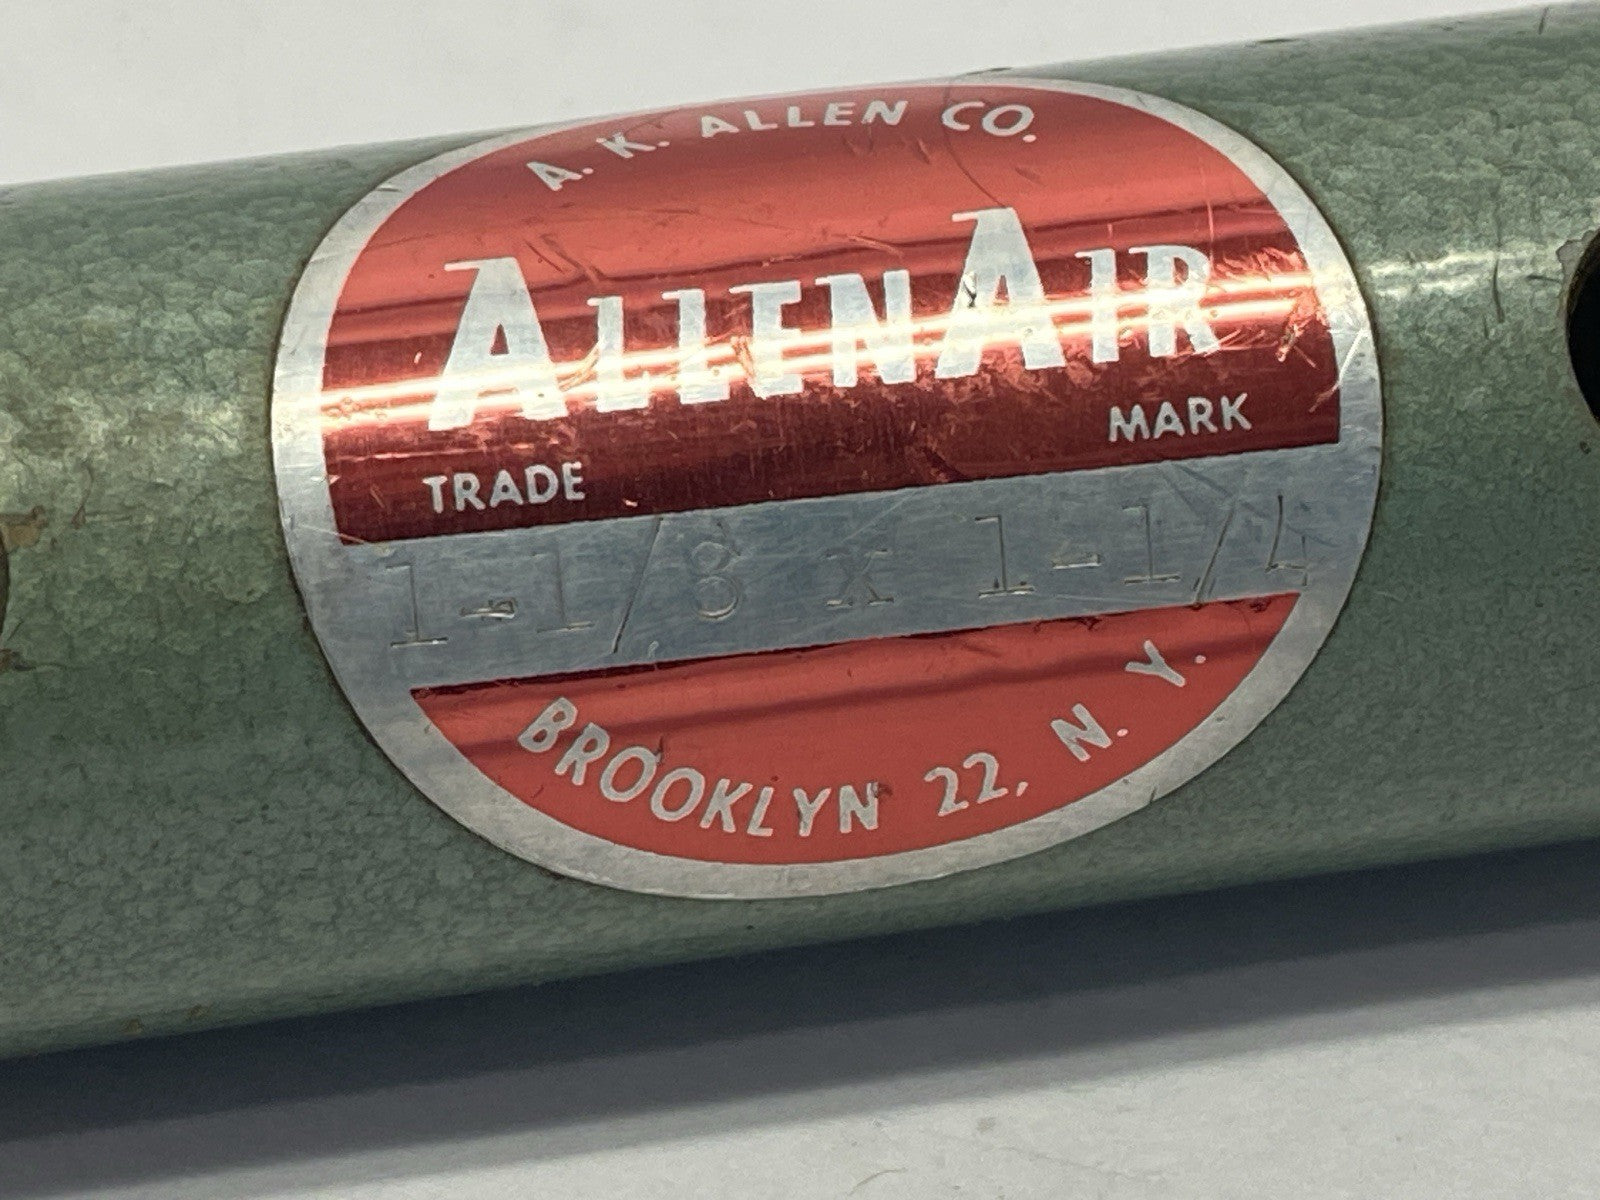 A. K. ALLEN CO.
ALLENAIR
TRADE MARK
1-1/8 x 1-1/4
BROOKLYN 22, N. Y.